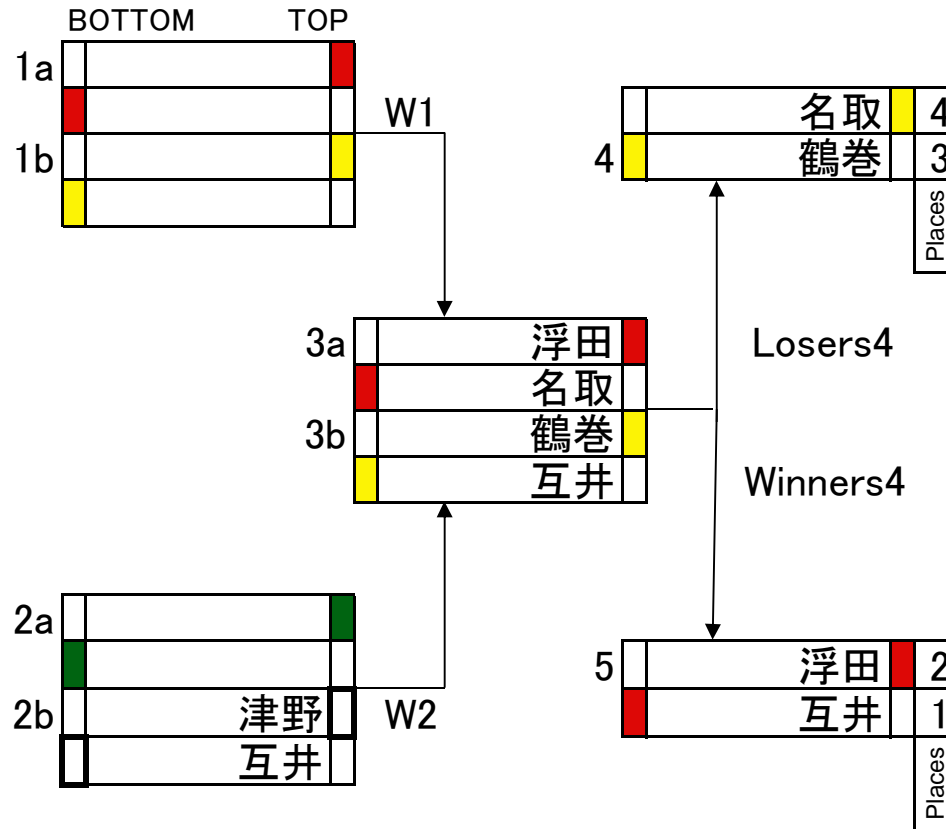 BOTTOM TOP
1a
W1
1b
名取 4
4 鶴巻 3
Places
3a 浮田
名取
3b 鶴巻
互井
Losers4
Winners4
2a
2b 津野 W2
互井
5 浮田 2
互井 1
Places